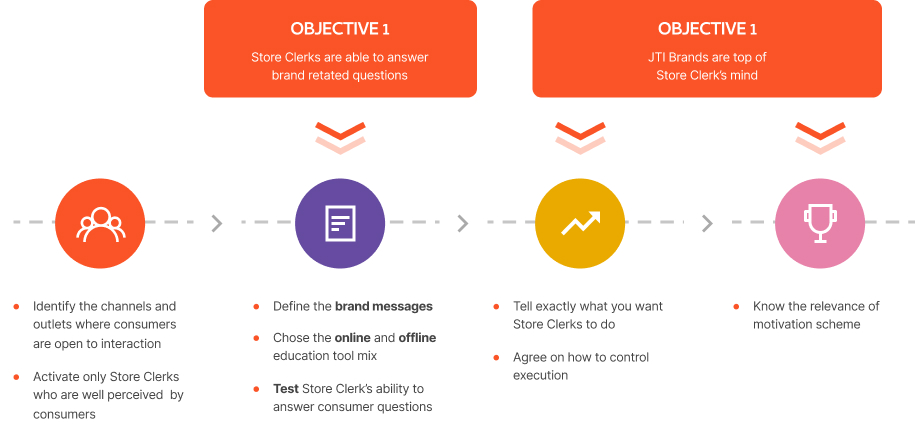 OBJECTIVE 1
Store Clerks are able to answer
brand retated questions
OBJECTIVE 1
JTI Brands are top of
Store Clerk's mind
Identify the channels and
outlets where consumers
are open to interaction
Activate only Store Clerks
who are well perceived by
consumers
Define the brand messages
Chose the online and offline
education tool mix
Test Store Clerk's ability to
answer consumer questions
Tell exactly what you want
Store Clerks to do
Agree on how to control
execution
Know the relevance of
motivation scheme